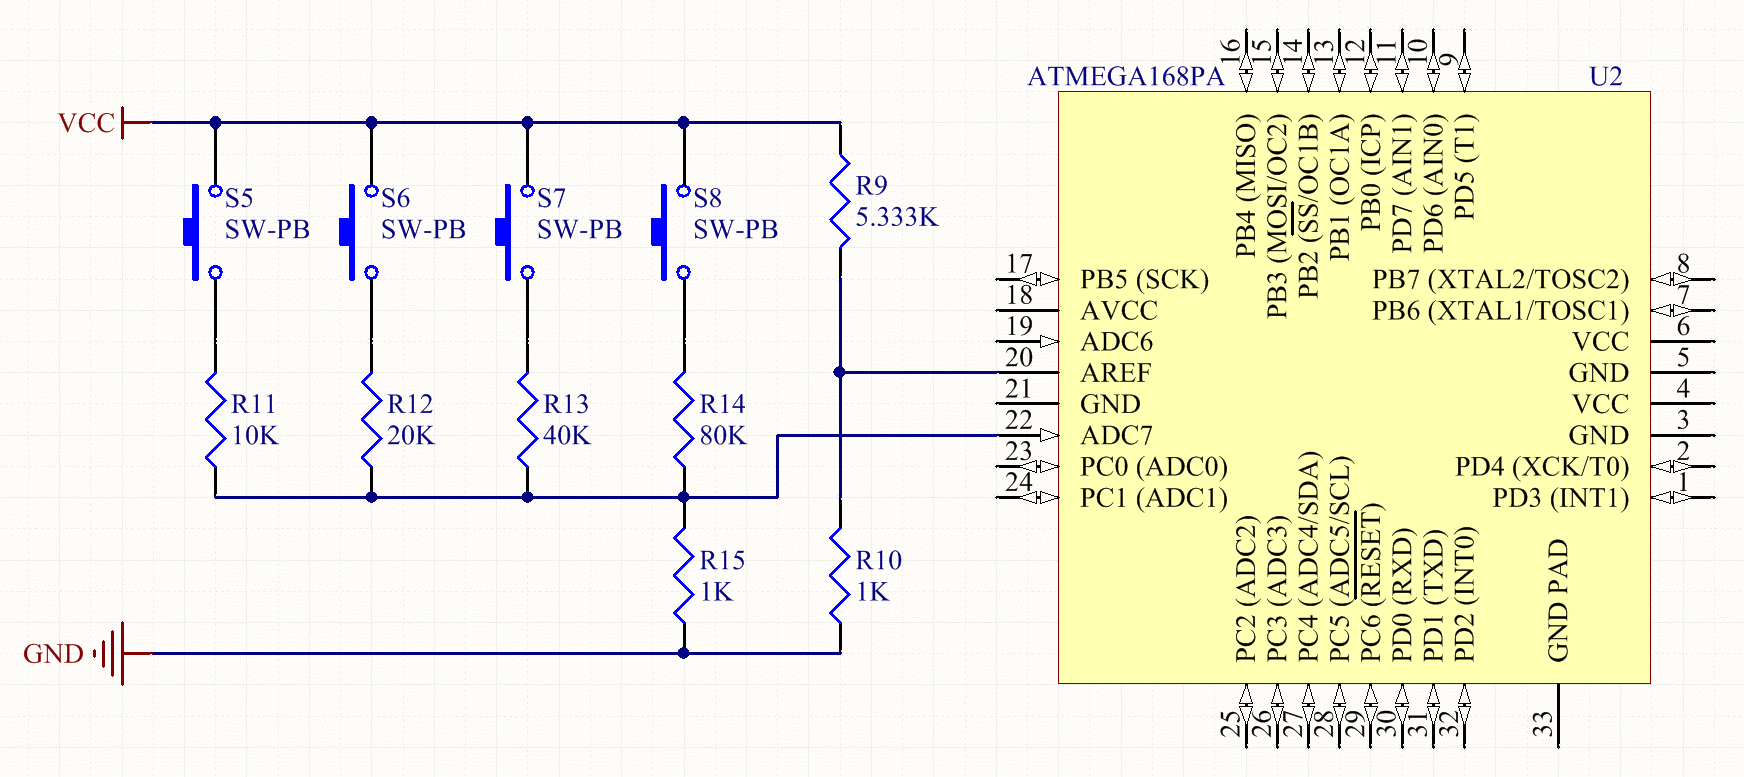 VCC
GND
S5
SW-PB
S6
SW-PB
S7
SW-PB
S8
SW-PB
R9
5.333K
R11
10K
R12
20K
R13
40K
R14
80K
R15
1K
R10
1K
ATMEGA168PA
U2
16
15
14
13
12
11
10
9
PB4 (MISO)
PB3 (MOSI/OC2)
PB2 (SS/OC1B)
PB1 (OC1A)
PB0 (ICP)
PD7 (AIN1)
PD6 (AIN0)
PD5 (T1)
17
PB5 (SCK)
18
AVCC
19
ADC6
20
AREF
21
GND
22
ADC7
23
PC0 (ADC0)
24
PC1 (ADC1)
PB7 (XTAL2/TOSC2)
8
PB6 (XTAL1/TOSC1)
7
VCC
6
GND
5
VCC
4
GND
3
PD4 (XCK/T0)
2
PD3 (INT1)
1
PC2 (ADC2)
PC3 (ADC3)
PC4 (ADC4/SDA)
PC5 (ADC5/SCL)
PC6 (RESET)
PD0 (RXD)
PD1 (TXD)
PD2 (INT0)
GND PAD
25
26
27
28
29
30
31
32
33